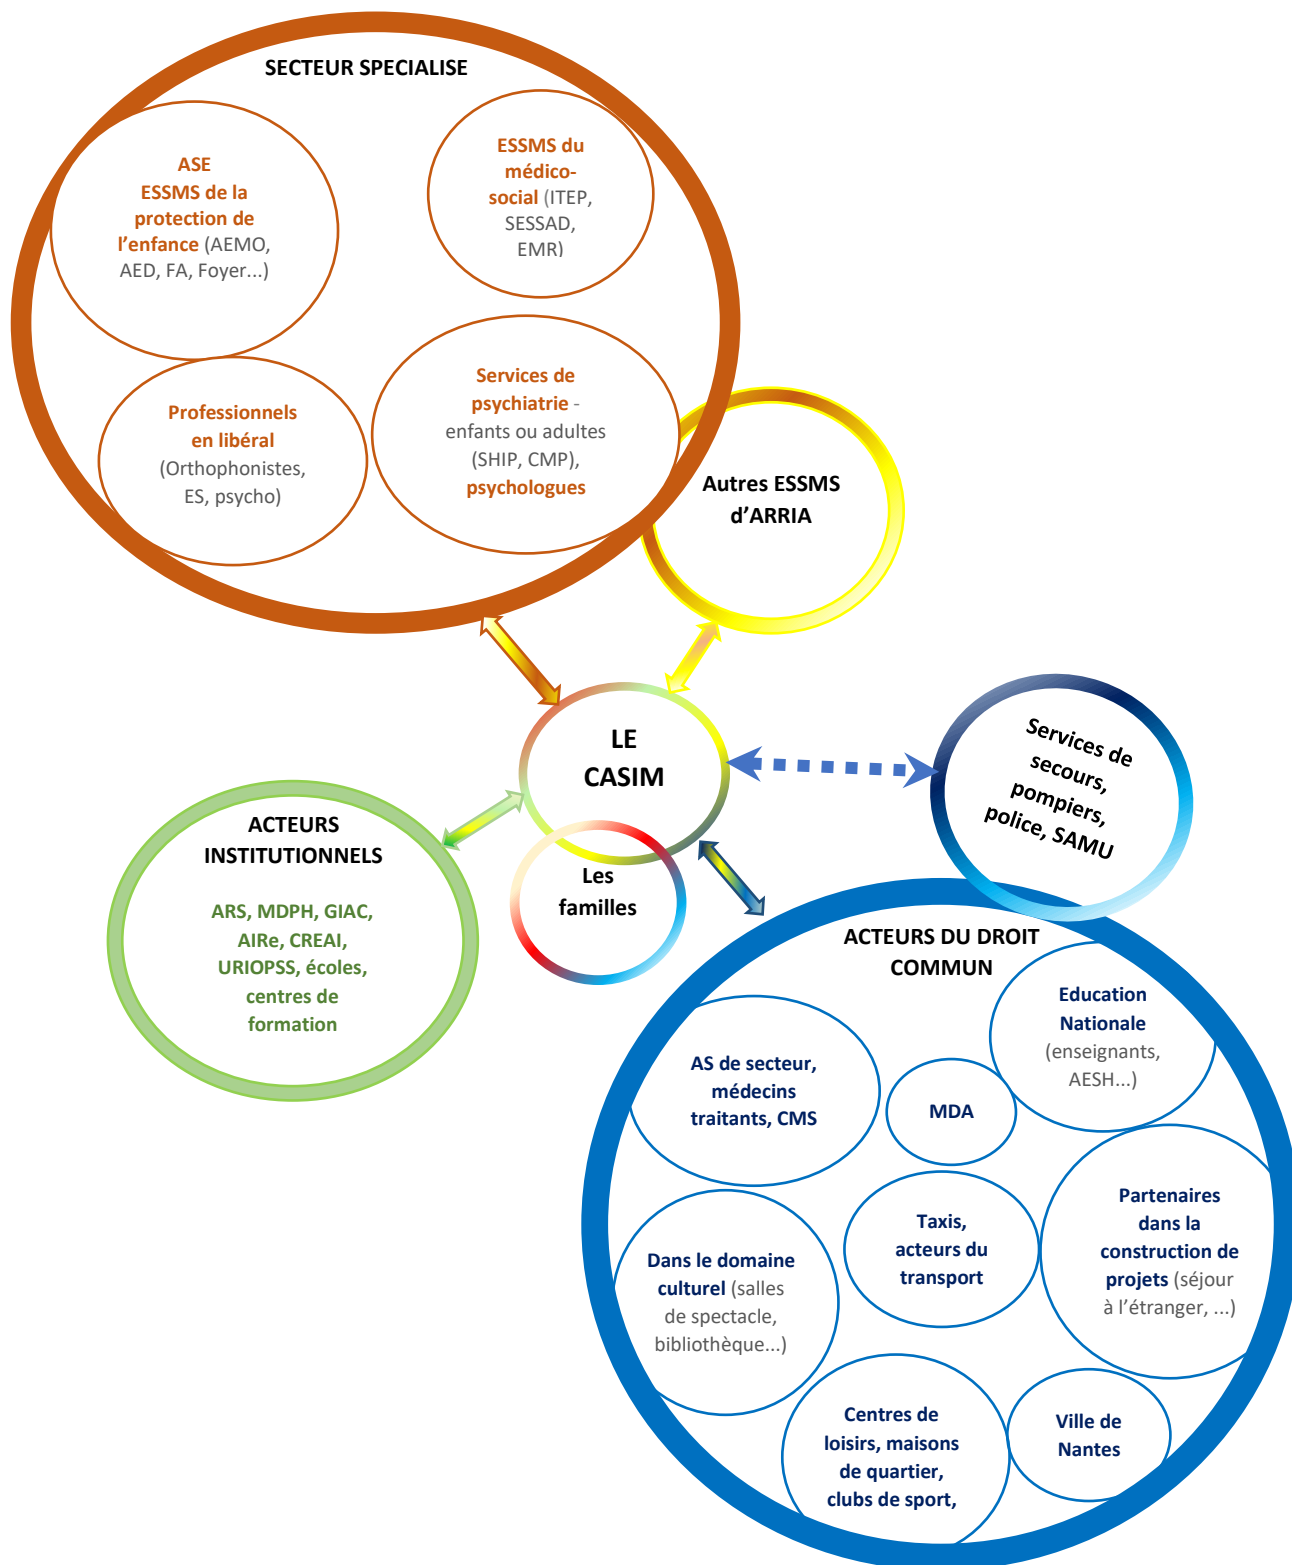 SECTEUR SPECIALISE
ASE
ESSMS de la
protection de
l'enfance (AEMO,
AED, FA, Foyer...)
ESSMS du
médico-
social (ITEP,
SESSAD,
EMR)
Professionnels
en libéral
(Orthophonistes,
ES, psycho)
Services de
psychiatrie -
enfants ou adultes
(SHIP, CMP),
psychologues
Autres ESSMS
d'ARRIA
LE
CASIM
Services de
secours,
pompiers,
police, SAMU
Les
familles
ACTEURS
INSTITUTIONNELS
ARS, MDPH, GIAC,
AIRe, CREAI,
URIOPSS, écoles,
centres de
formation
ACTEURS DU DROIT
COMMUN
Education
Nationale
(enseignants,
AESH...)
AS de secteur,
médecins
traitants, CMS
MDA
Partenaires
dans la
construction de
projets (séjour
à l'étranger, ...)
Taxis,
acteurs du
transport
Dans le domaine
culturel (salles
de spectacle,
bibliothèque...)
Centres de
loisirs, maisons
de quartier,
clubs de sport,
Ville de
Nantes